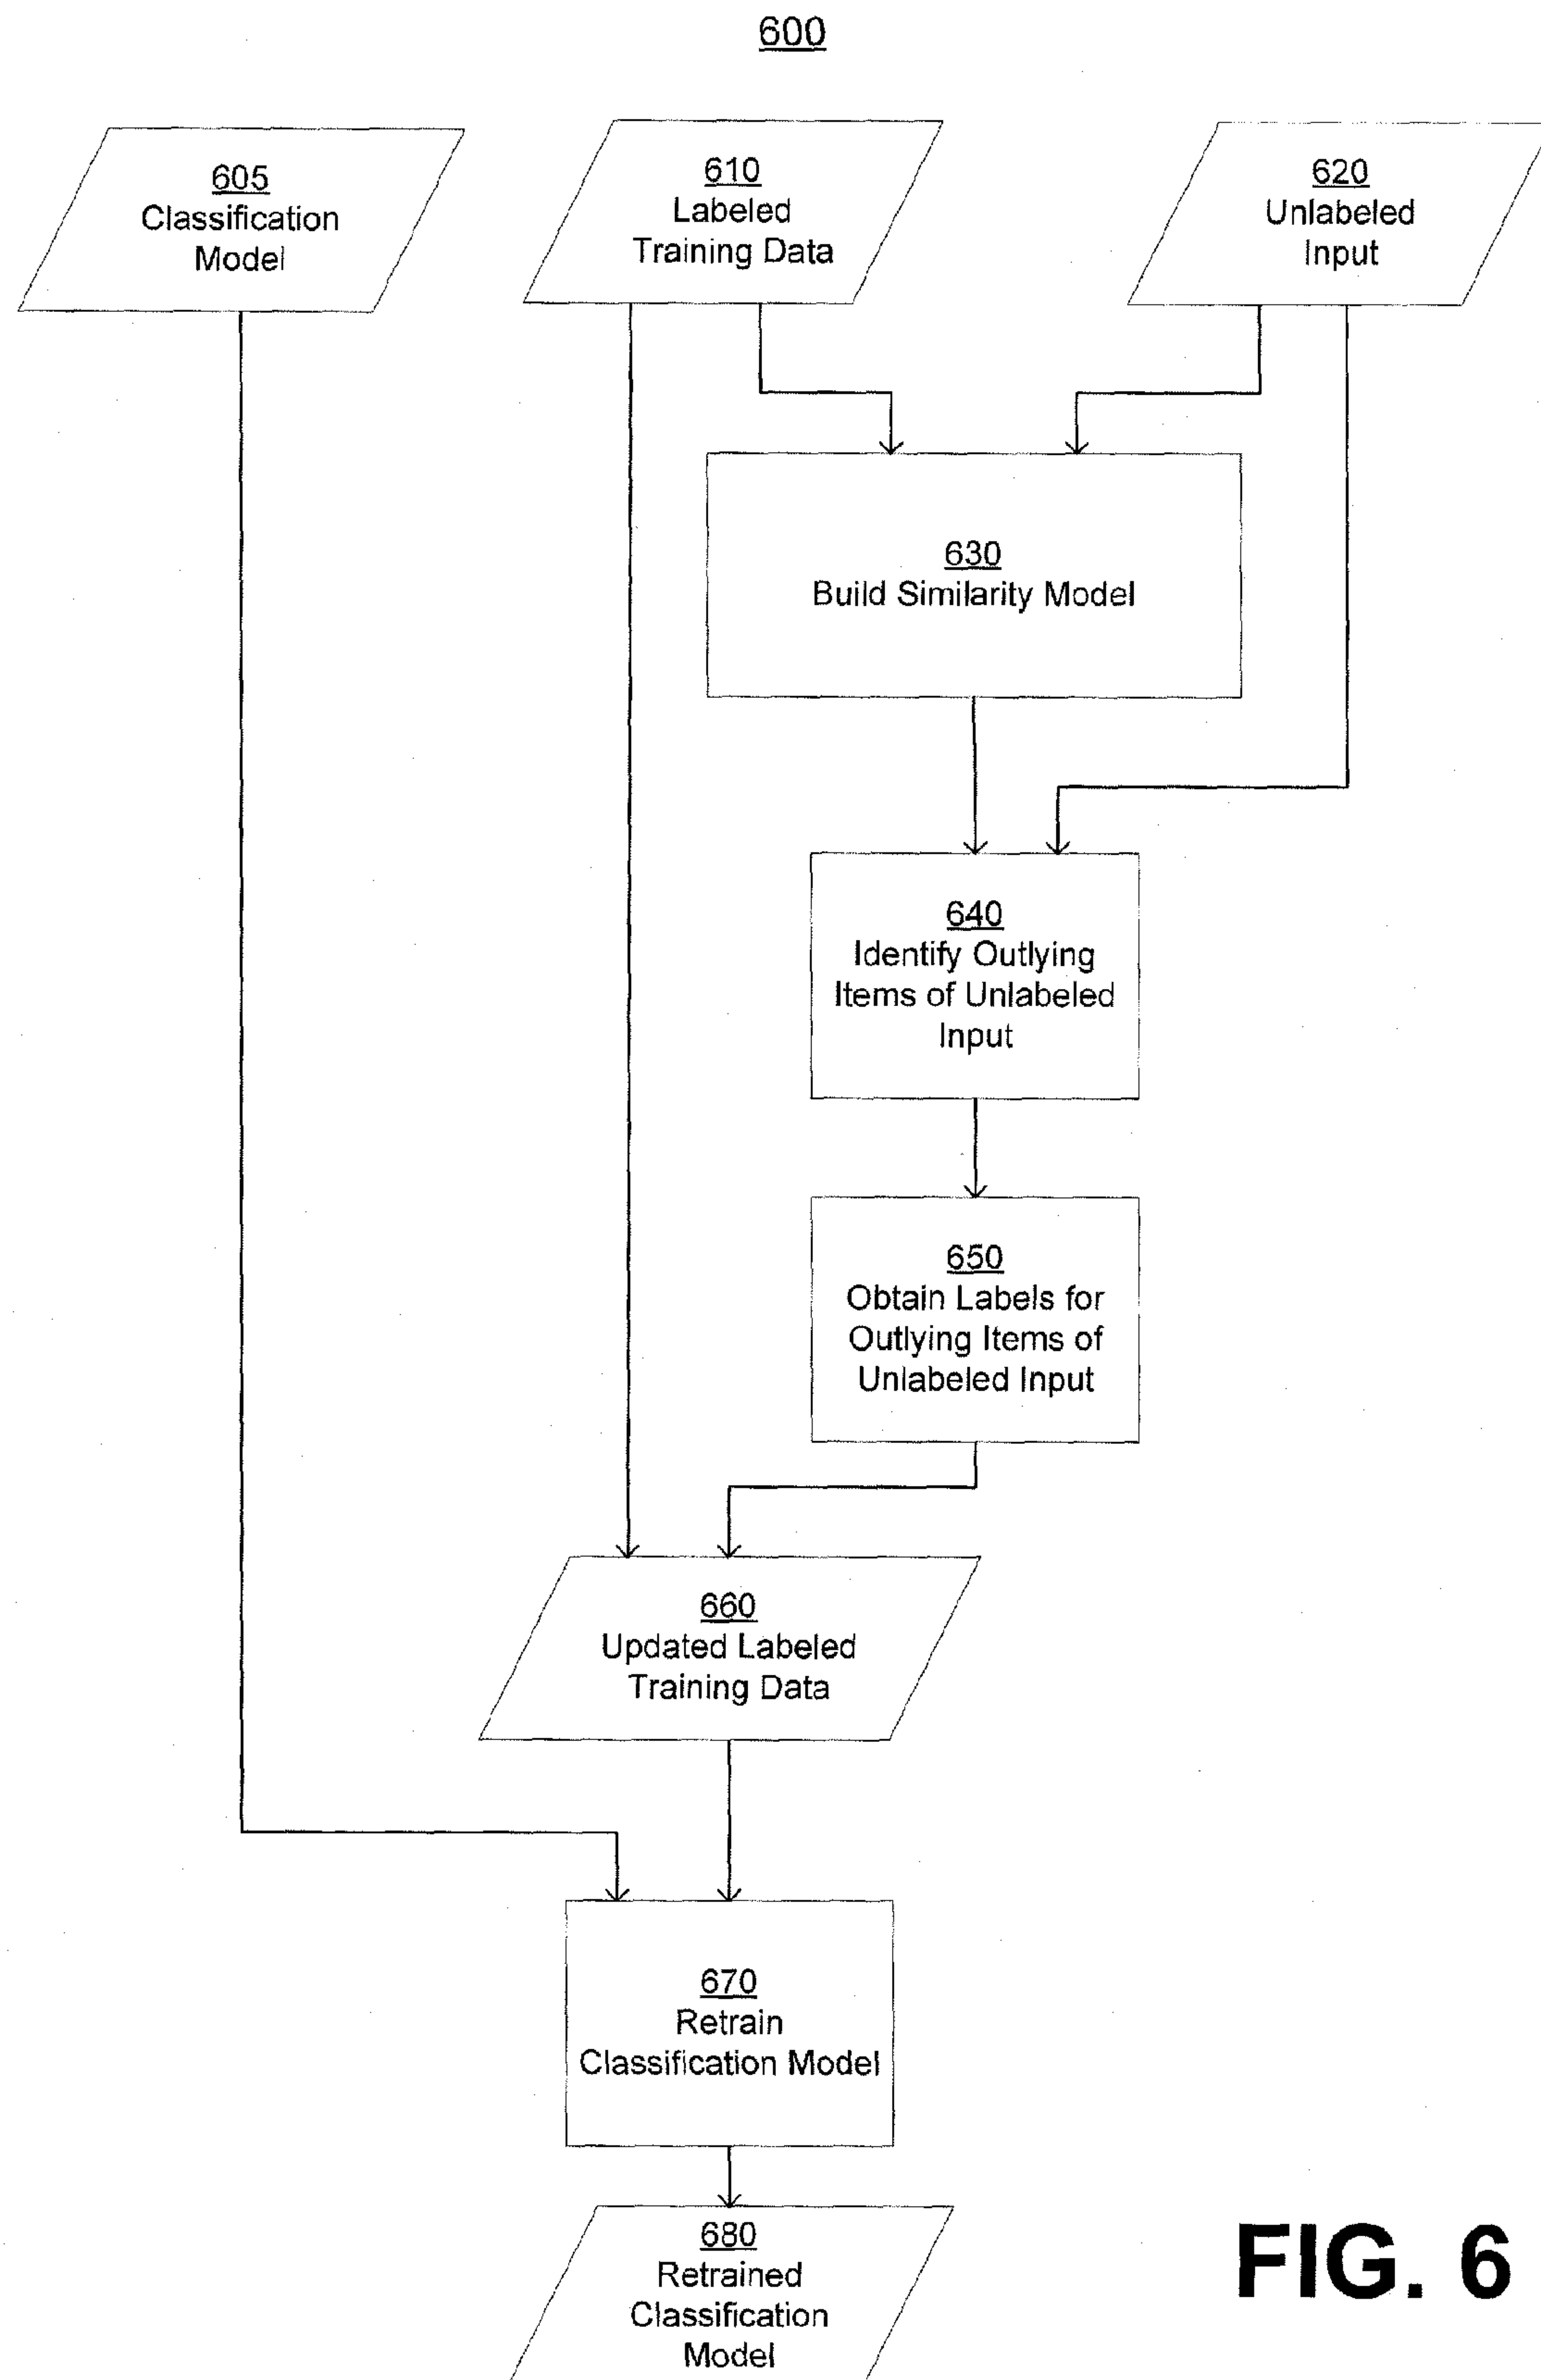 600
605
Classification
Model
610
Labeled
Training Data
620
Unlabeled
Input
630
Build Similarity Model
640
Identify Outlying
Items of Unlabeled
Input
650
Obtain Labels for
Outlying Items of
Unlabeled Input
660
Updated Labeled
Training Data
670
Retrain
Classification Model
680
Retrained
Classification
Model
FIG. 6